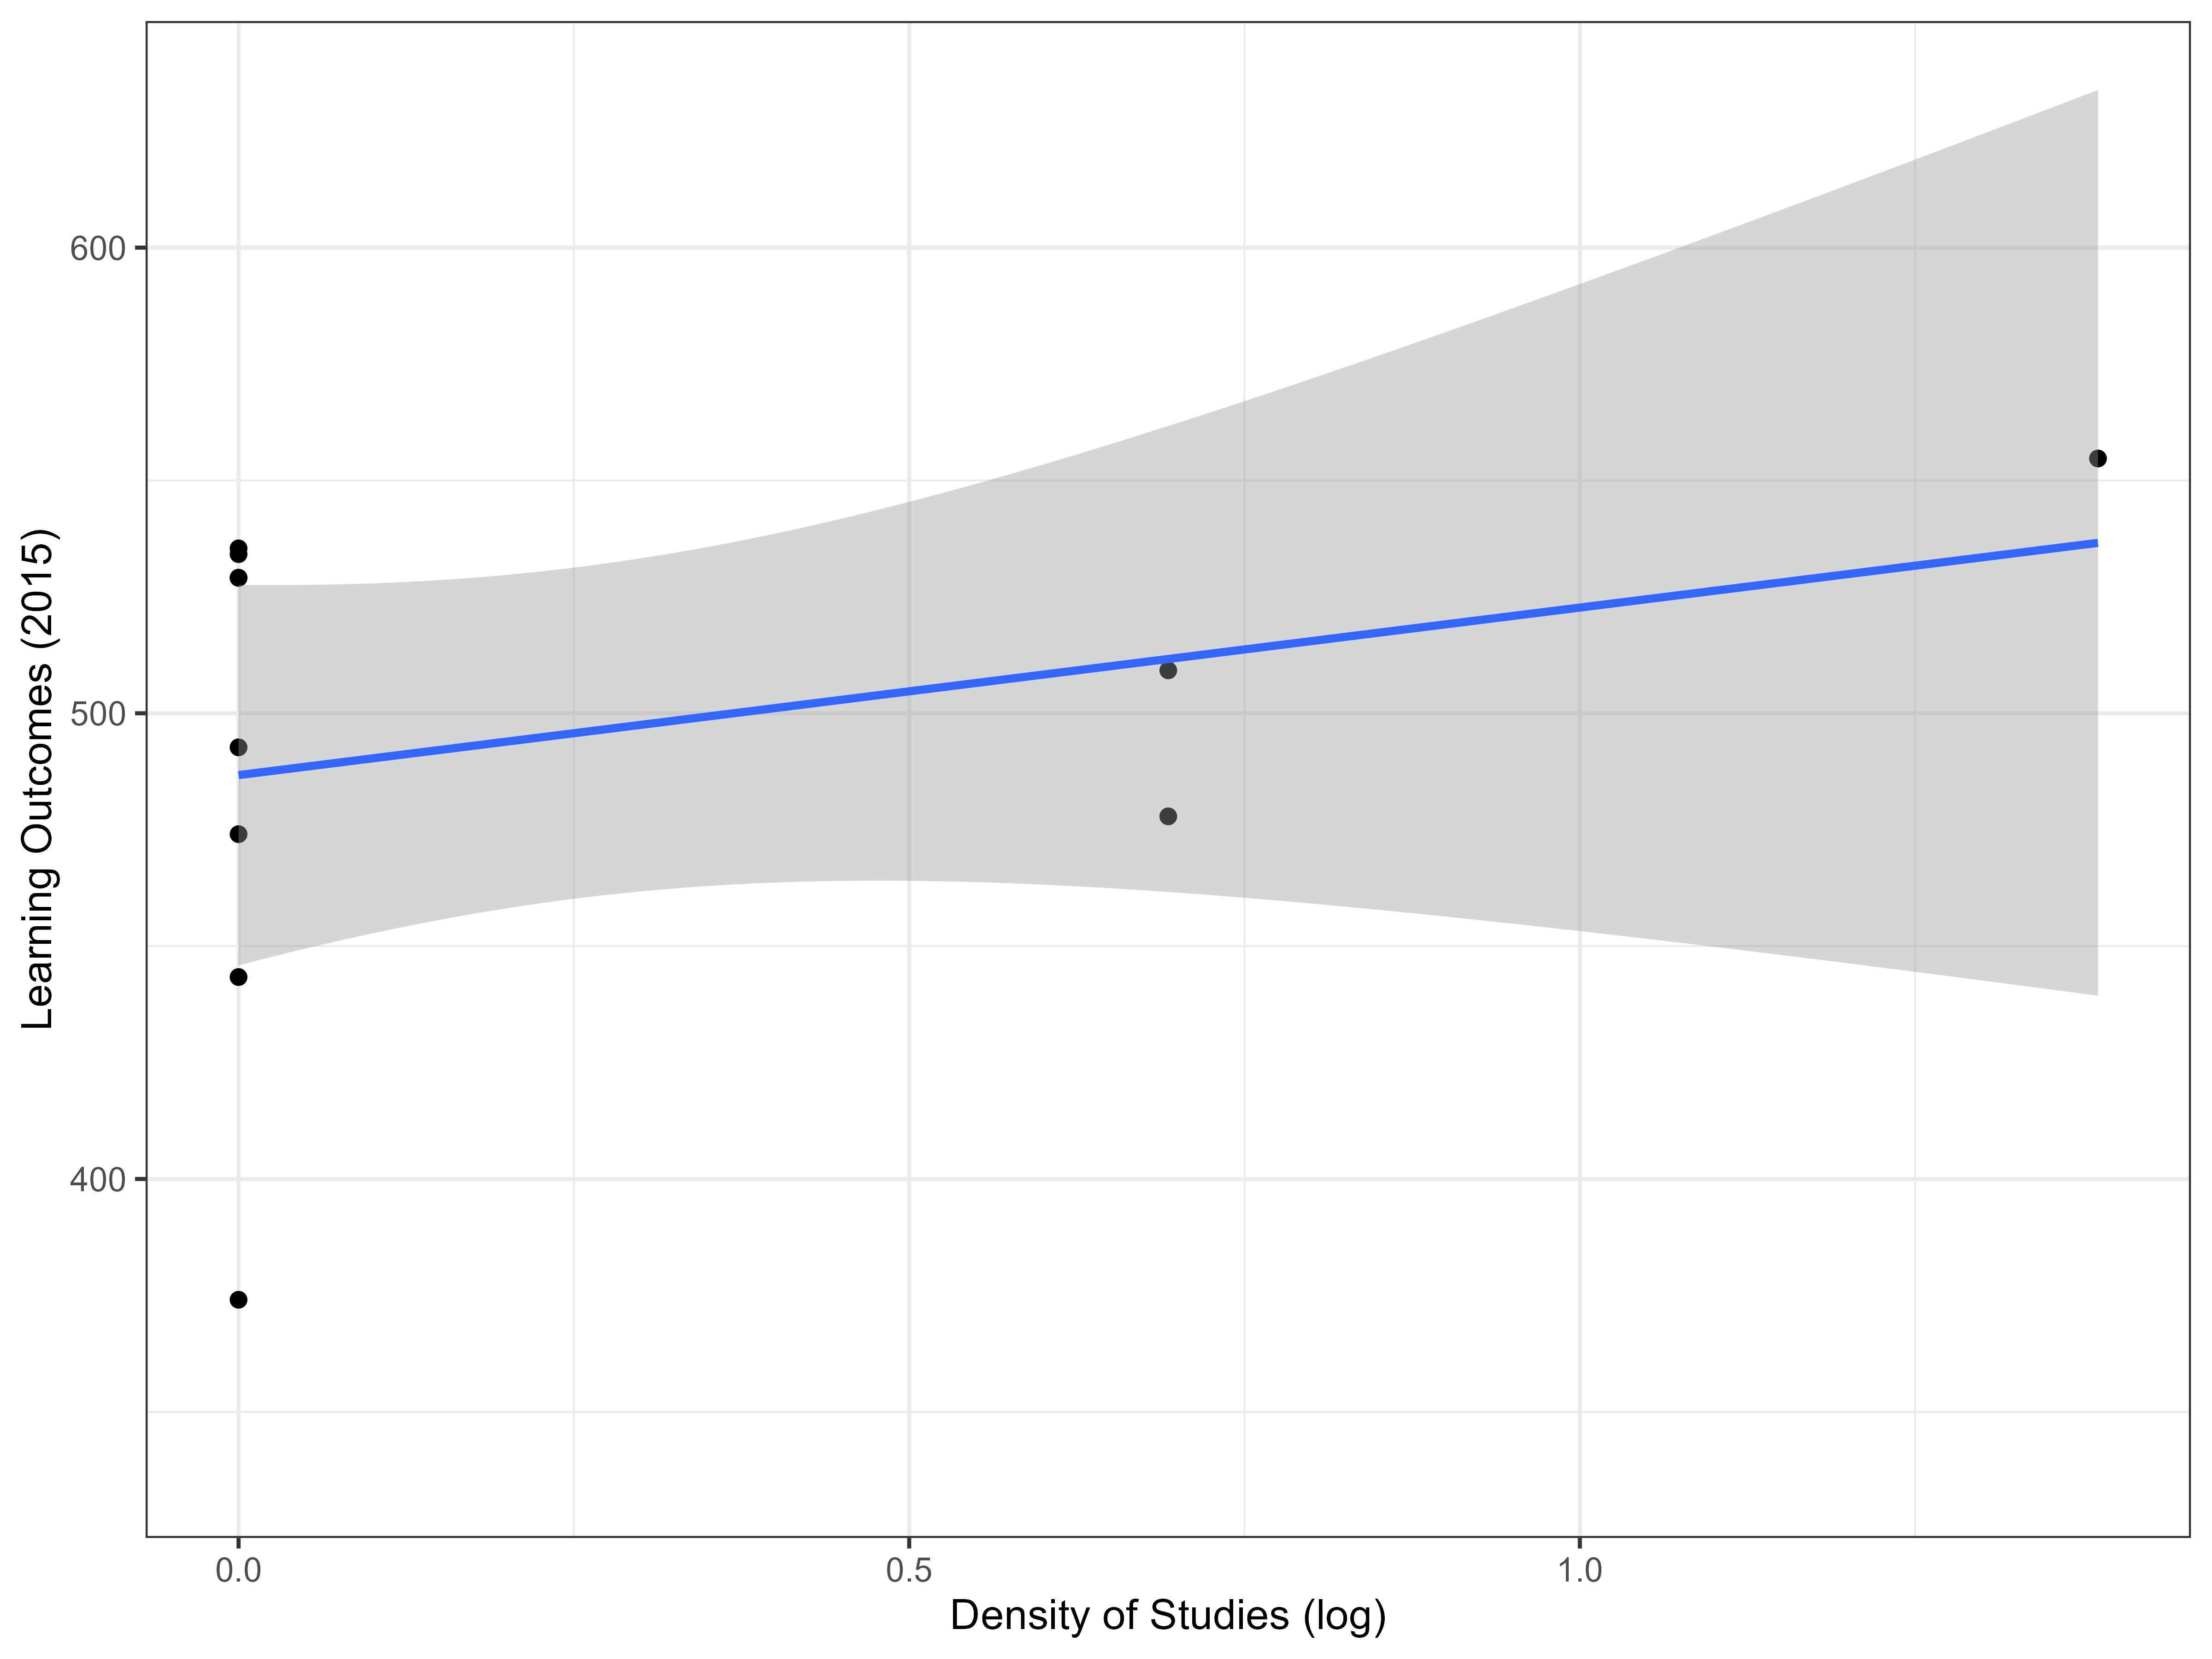 600
500
400
Learning Outcomes (2015)
0.0 0.5 1.0
Density of Studies (log)